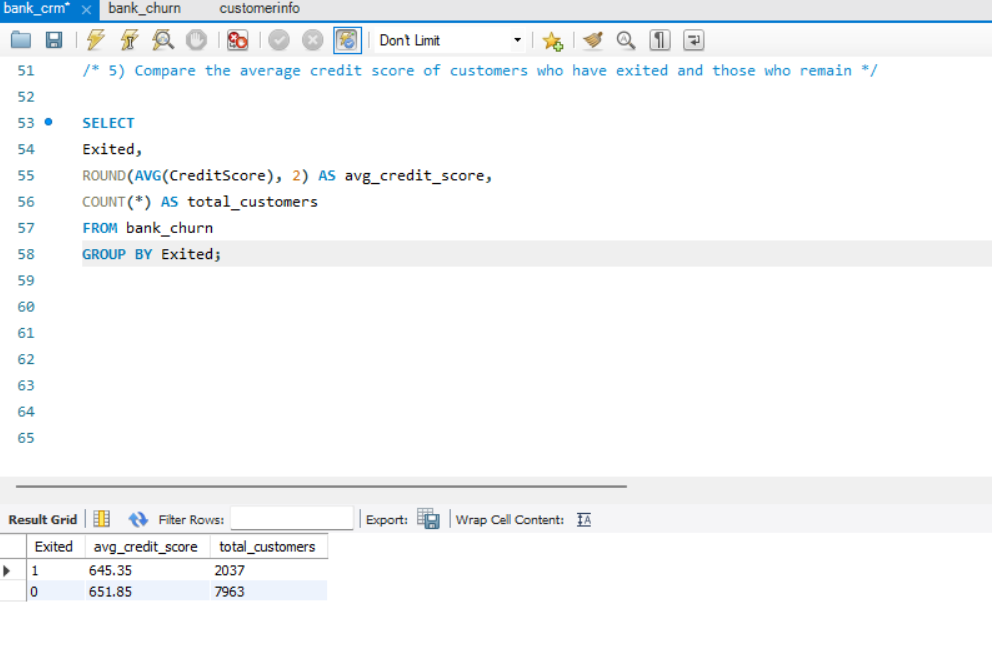 bank_crm* bank_churn customerinfo
Don't Limit
51 /* 5) Compare the average credit score of customers who have exited and those who remain */
52
53 SELECT
54 Exited,
55 ROUND(AVG(CreditScore), 2) AS avg_credit_score,
56 COUNT(*) AS total_customers
57 FROM bank_churn
58 GROUP BY Exited;
59
60
61
62
63
64
65
Result Grid Filter Rows: Export: Wrap Cell Content:
Exited avg_credit_score total_customers
1 645.35 2037
0 651.85 7963